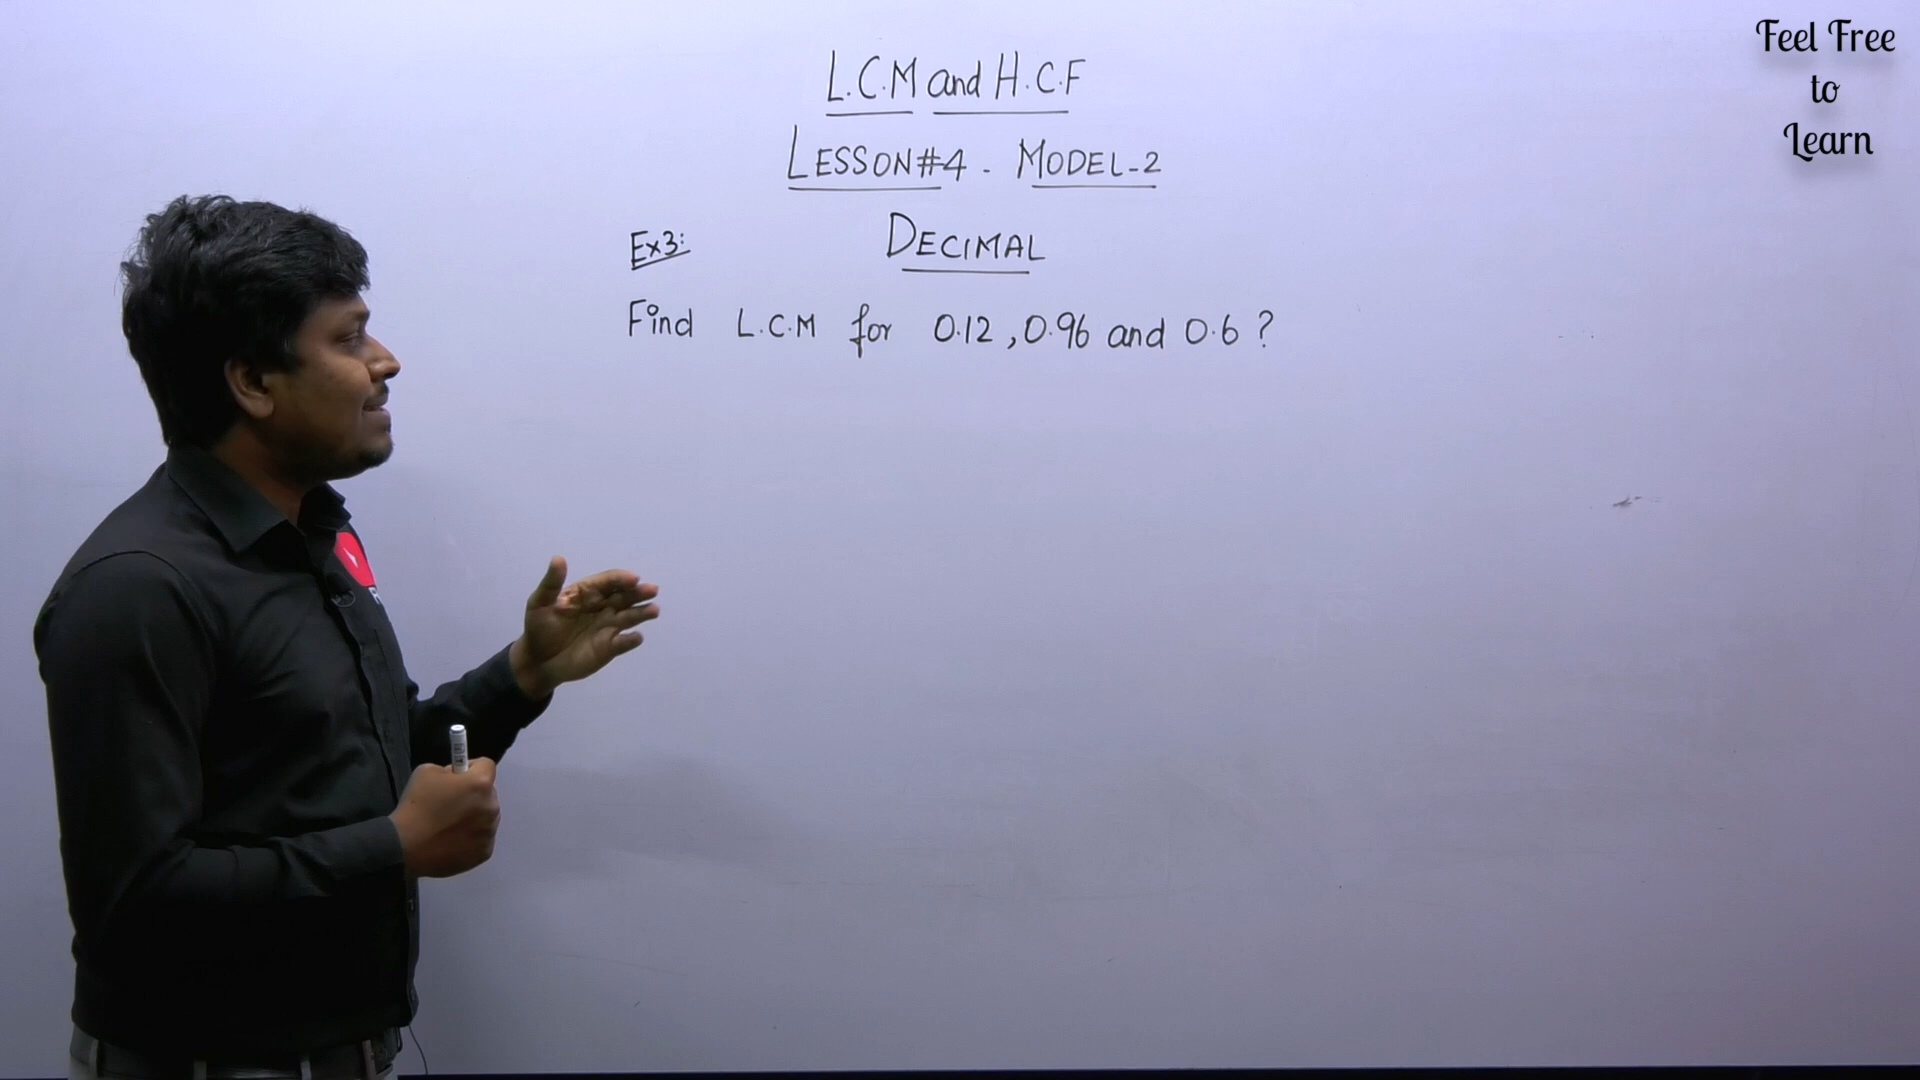 L.C.M and H.C.F
LESSON#4 - MODEL-2
DECIMAL
Ex3:
Find L.C.M for 0.12, 0.96 and 0.6 ?
Feel Free
to
Learn